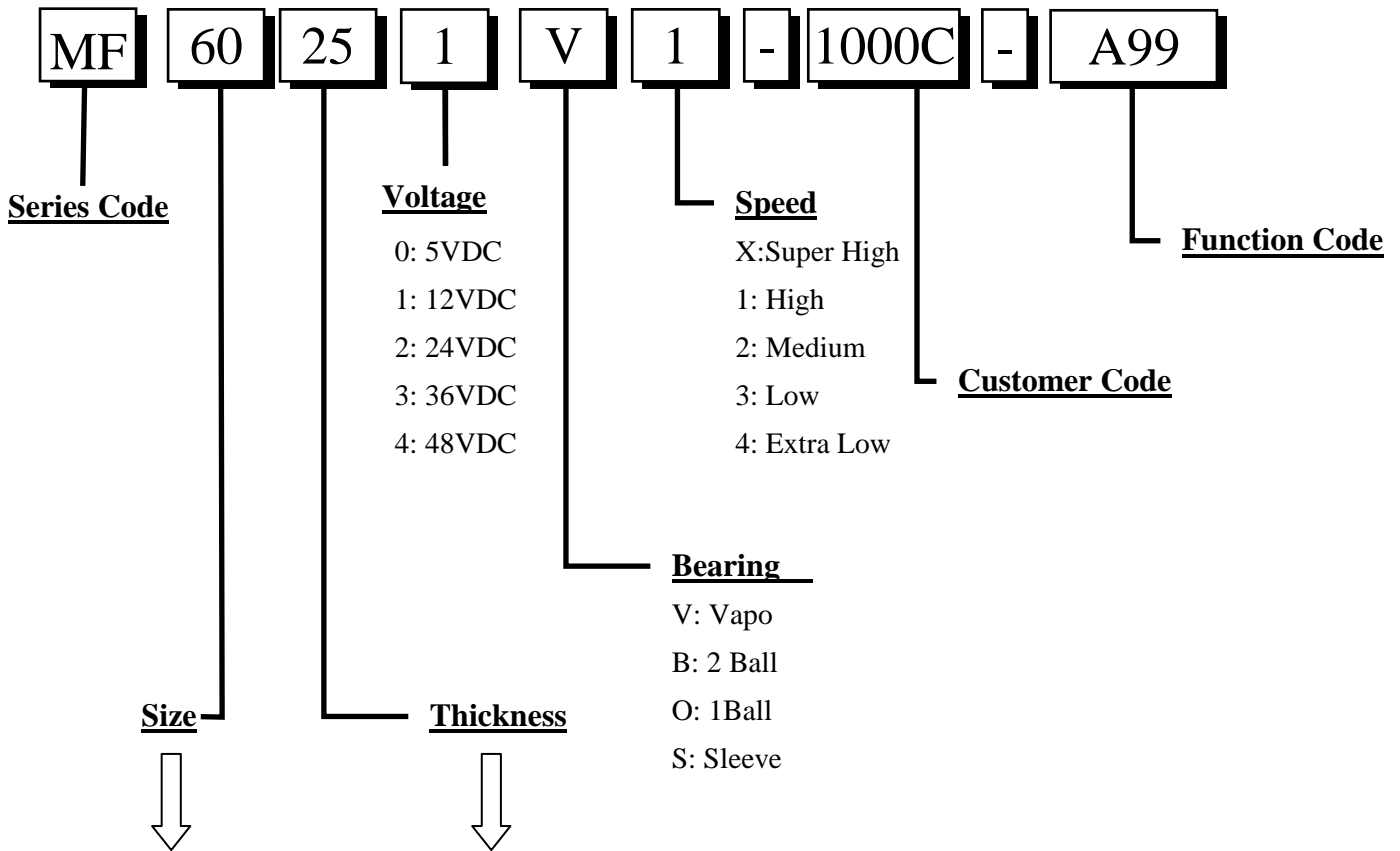 MF 60 25 1 V 1 - 1000C - A99
Series Code
Voltage
0: 5VDC
1: 12VDC
2: 24VDC
3: 36VDC
4: 48VDC
Speed
X:Super High
1: High
2: Medium
3: Low
4: Extra Low
Function Code
Customer Code
Bearing
V: Vapo
B: 2 Ball
O: 1Ball
S: Sleeve
Size
Thickness